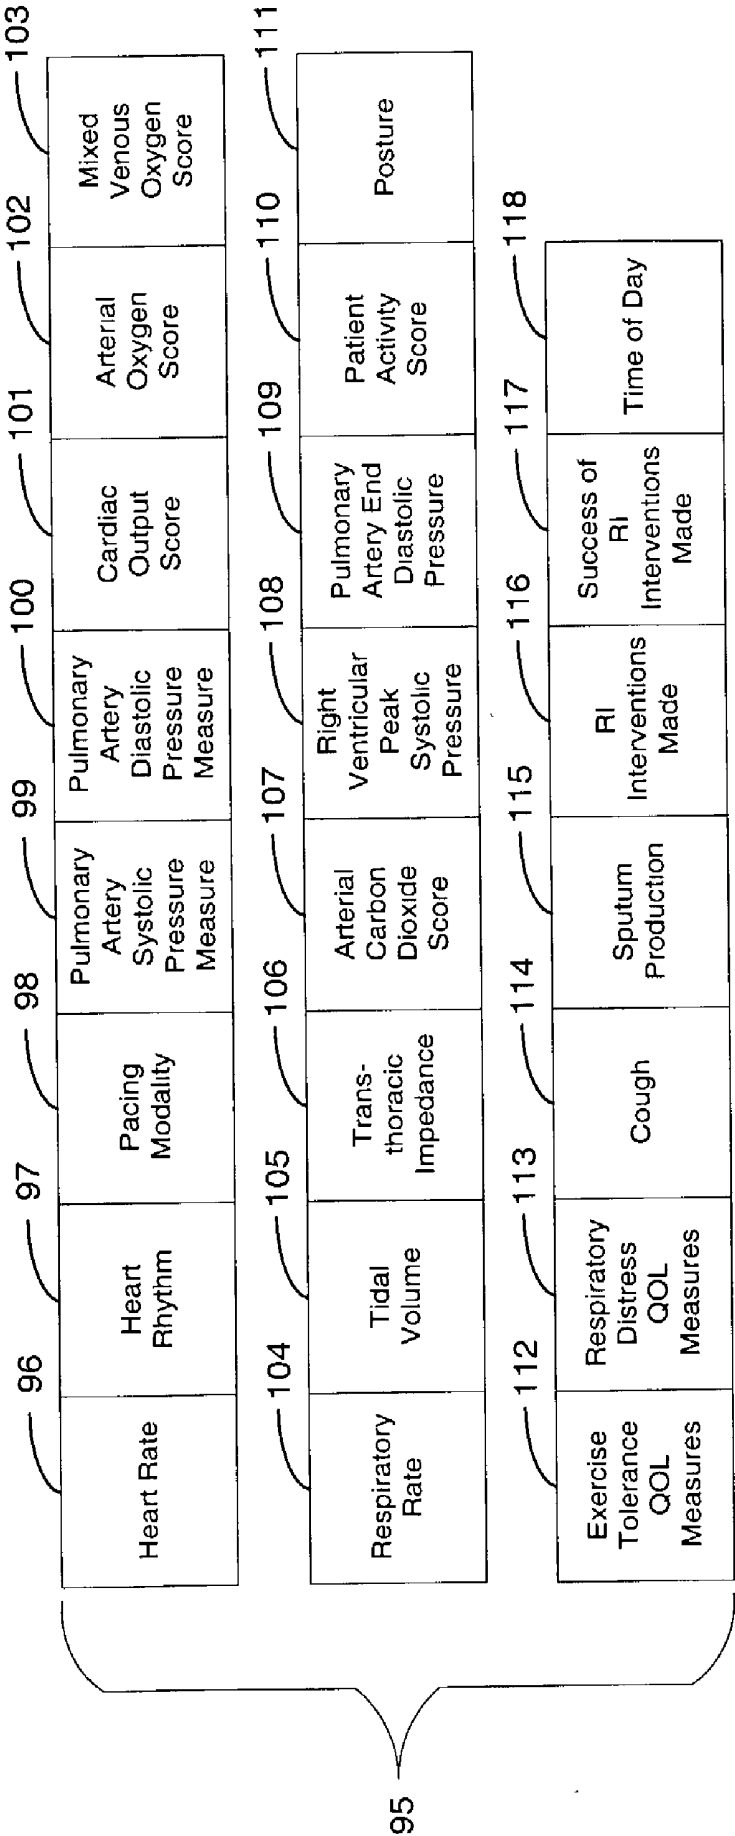 96
97
98
99
100
101
102
103
Heart Rate
Heart
Rhythm
Pacing
Modality
Pulmonary
Artery
Systolic
Pressure
Measure
Pulmonary
Artery
Diastolic
Pressure
Measure
Cardiac
Output
Score
Arterial
Oxygen
Score
Mixed
Venous
Oxygen
Score
104
105
106
107
108
109
110
111
Respiratory
Rate
Tidal
Volume
Trans-
thoracic
Impedance
Arterial
Carbon
Dioxide
Score
Right
Ventricular
Peak
Systolic
Pressure
Pulmonary
Artery End
Diastolic
Pressure
Patient
Activity
Score
Posture
112
113
114
115
116
117
118
Exercise
Tolerance
QOL
Measures
Respiratory
Distress
QOL
Measures
Cough
Sputum
Production
RI
Interventions
Made
Success of
RI
Interventions
Made
Time of Day
95